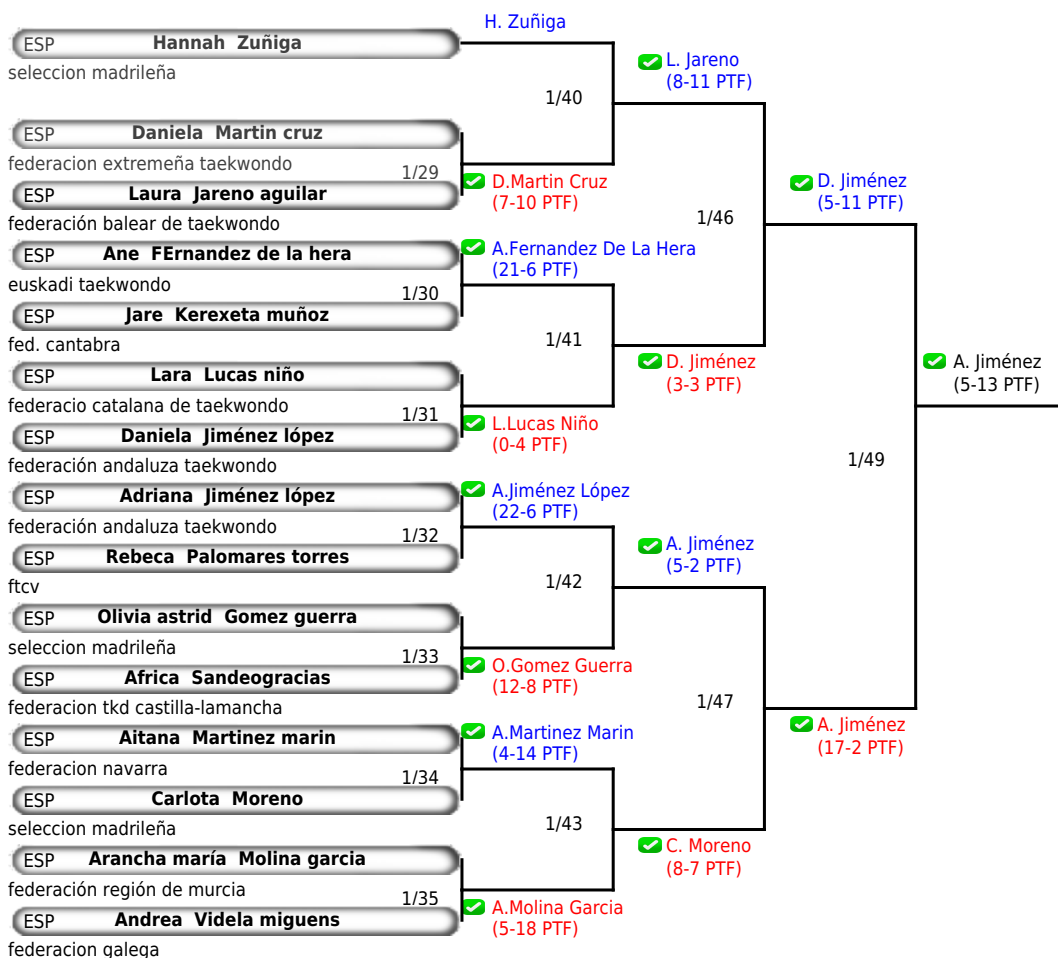 H. Zuñiga
ESP Hannah Zuñiga
seleccion madrileña
L. Jareno
(8-11 PTF)
1/40
ESP Daniela Martin cruz
federacion extremeña taekwondo
1/29
D.Martin Cruz
(7-10 PTF)
D. Jiménez
(5-11 PTF)
ESP Laura Jareno aguilar
federación balear de taekwondo
1/46
ESP Ane FErnandez de la hera
A.Fernandez De La Hera
(21-6 PTF)
euskadi taekwondo
1/30
ESP Jare Kerexeta muñoz
fed. cantabra
1/41
D. Jiménez
(3-3 PTF)
A. Jiménez
(5-13 PTF)
ESP Lara Lucas niño
federacio catalana de taekwondo
1/31
L.Lucas Niño
(0-4 PTF)
ESP Daniela Jiménez lópez
federación andaluza taekwondo
1/49
ESP Adriana Jiménez lópez
A.Jiménez López
(22-6 PTF)
federación andaluza taekwondo
1/32
A. Jiménez
(5-2 PTF)
ESP Rebeca Palomares torres
ftcv
1/42
ESP Olivia astrid Gomez guerra
seleccion madrileña
1/33
O.Gomez Guerra
(12-8 PTF)
ESP Africa Sandeogracias
federacion tkd castilla-lamancha
1/47
A. Jiménez
(17-2 PTF)
ESP Aitana Martinez marin
A.Martinez Marin
(4-14 PTF)
federacion navarra
1/34
ESP Carlota Moreno
seleccion madrileña
1/43
C. Moreno
(8-7 PTF)
ESP Arancha maría Molina garcia
federación región de murcia
1/35
A.Molina Garcia
(5-18 PTF)
ESP Andrea Videla miguens
federacion galega